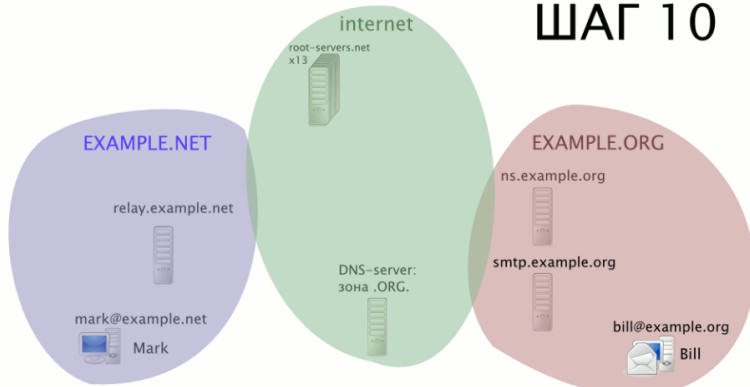 ШАГ 10
internet
root-servers.net
x13
EXAMPLE.NET
EXAMPLE.ORG
ns.example.org
relay.example.net
smtp.example.org
DNS-server:
зона .ORG.
mark@example.net
Mark
bill@example.org
Bill